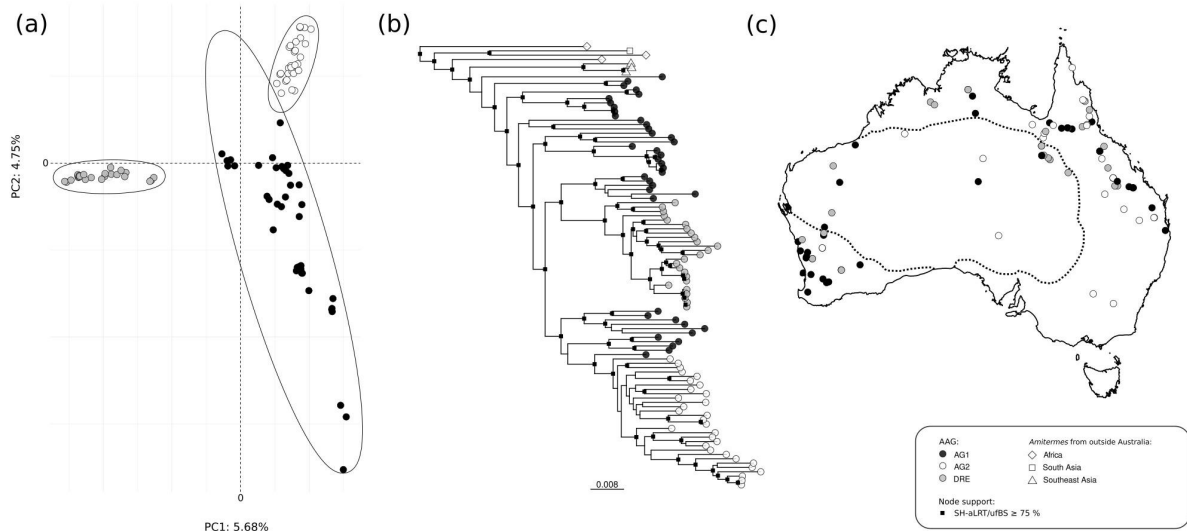 (a)
(b)
(c)
PC2: 4.75%
0
0
PC1: 5.68%
0.008
AAG:
AG1
AG2
DRE
Amitermes from outside Australia:
Africa
South Asia
Southeast Asia
Node support:
SH-aLRT/ufBS ≥ 75 %